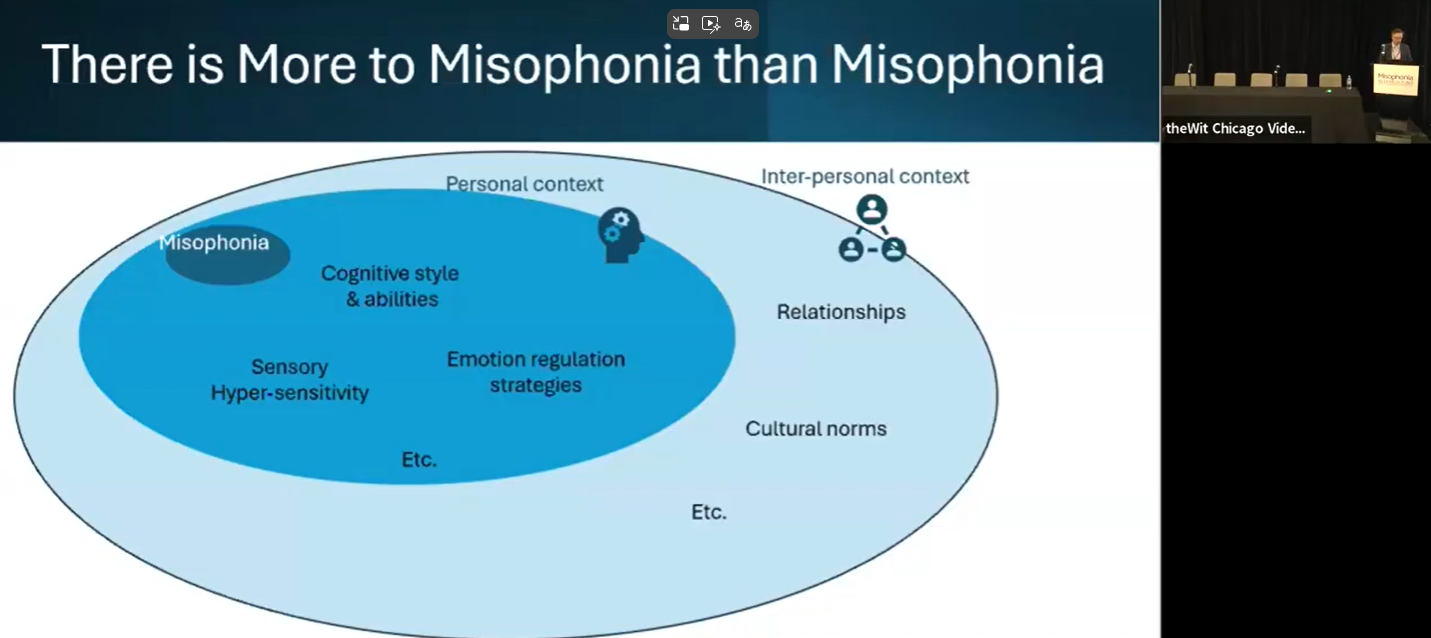 There is More to Misophonia than Misophonia
Personal context
Inter-personal context
Misophonia
Cognitive style
& abilities
Relationships
Sensory
Hyper-sensitivity
Emotion regulation
strategies
Cultural norms
Etc.
Etc.
theWit Chicago Vide...
Misophonia